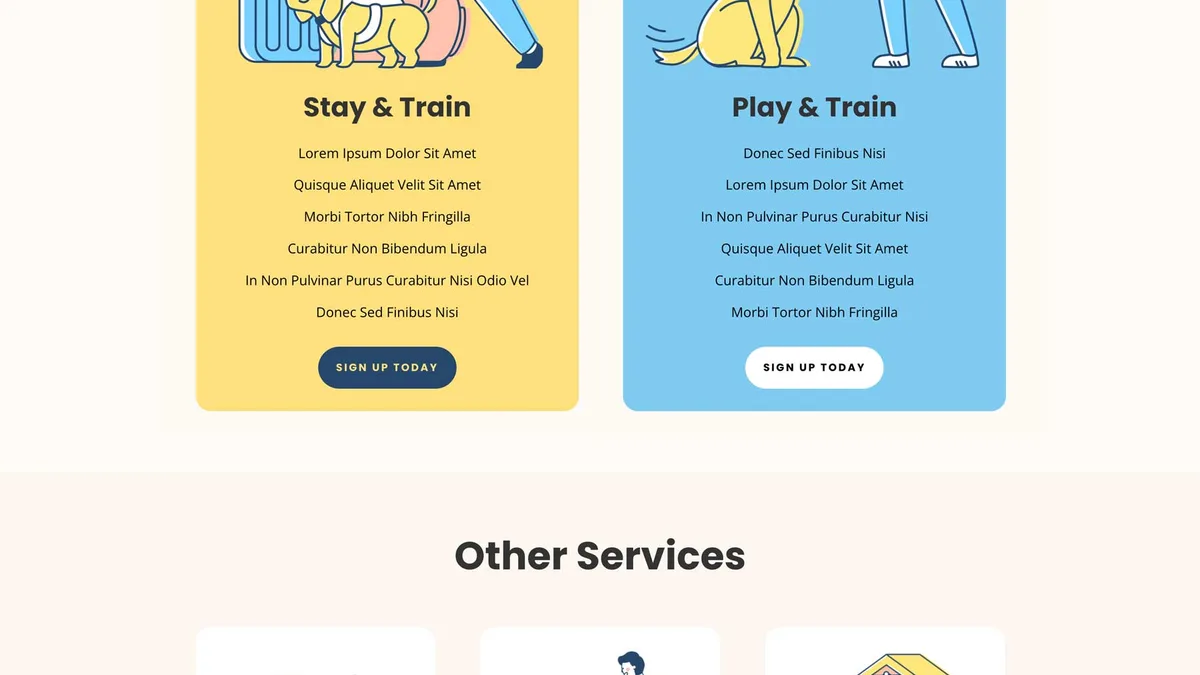 Stay & Train
Lorem Ipsum Dolor Sit Amet
Quisque Aliquet Velit Sit Amet
Morbi Tortor Nibh Fringilla
Curabitur Non Bibendum Ligula
In Non Pulvinar Purus Curabitur Nisi Odio Vel
Donec Sed Finibus Nisi
SIGN UP TODAY
Play & Train
Donec Sed Finibus Nisi
Lorem Ipsum Dolor Sit Amet
In Non Pulvinar Purus Curabitur Nisi
Quisque Aliquet Velit Sit Amet
Curabitur Non Bibendum Ligula
Morbi Tortor Nibh Fringilla
SIGN UP TODAY
Other Services